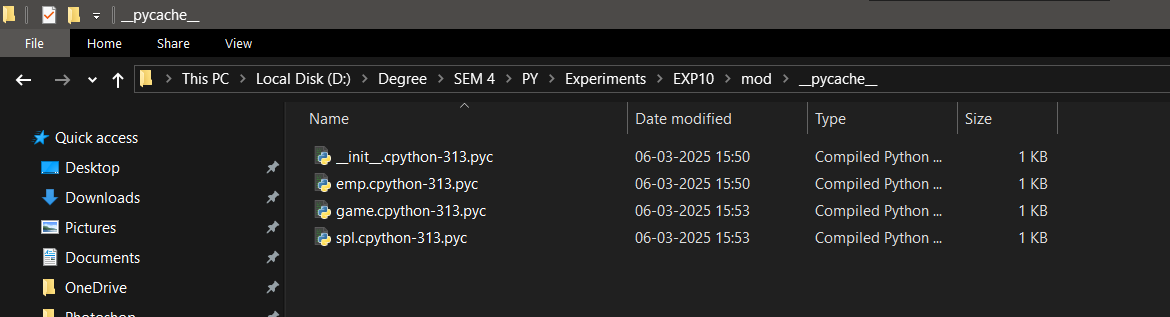 __pycache__
File Home Share View
This PC Local Disk (D:) Degree SEM 4 PY Experiments EXP10 mod __pycache__
Name Date modified Type Size
Quick access
Desktop
Downloads
Pictures
Documents
OneDrive
Photoshop
__init__.cpython-313.pyc 06-03-2025 15:50 Compiled Python ... 1 KB
emp.cpython-313.pyc 06-03-2025 15:50 Compiled Python ... 1 KB
game.cpython-313.pyc 06-03-2025 15:53 Compiled Python ... 1 KB
spl.cpython-313.pyc 06-03-2025 15:53 Compiled Python ... 1 KB